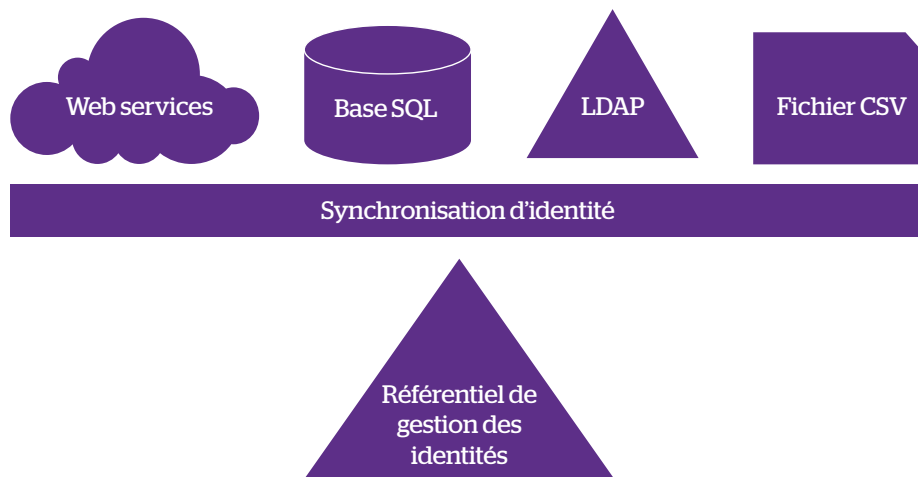 Web services
Base SQL
LDAP
Fichier CSV
Synchronisation d’identité
Référentiel de
gestion des
identités